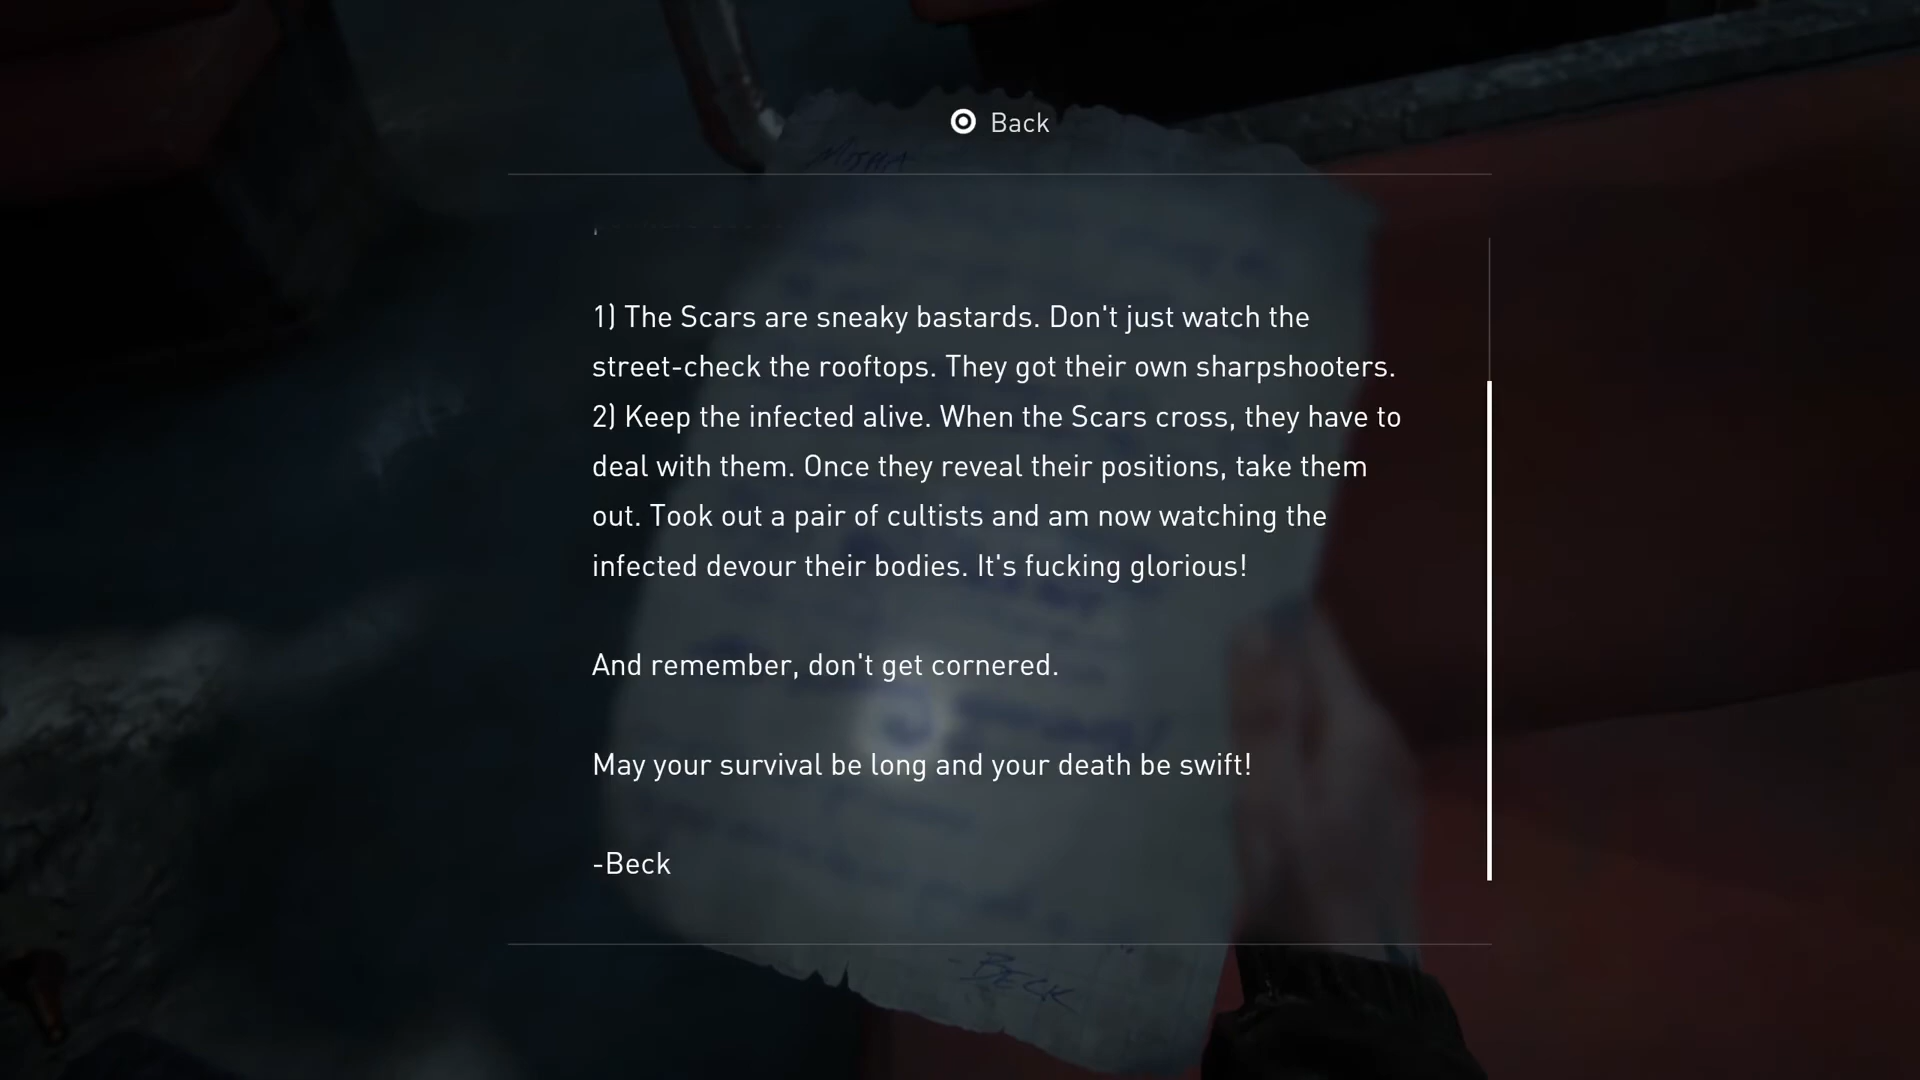 Back
MISHA
1) The Scars are sneaky bastards. Don't just watch the
street-check the rooftops. They got their own sharpshooters.
2) Keep the infected alive. When the Scars cross, they have to
deal with them. Once they reveal their positions, take them
out. Took out a pair of cultists and am now watching the
infected devour their bodies. It's fucking glorious!
And remember, don't get cornered.
May your survival be long and your death be swift!
-Beck
-BECK